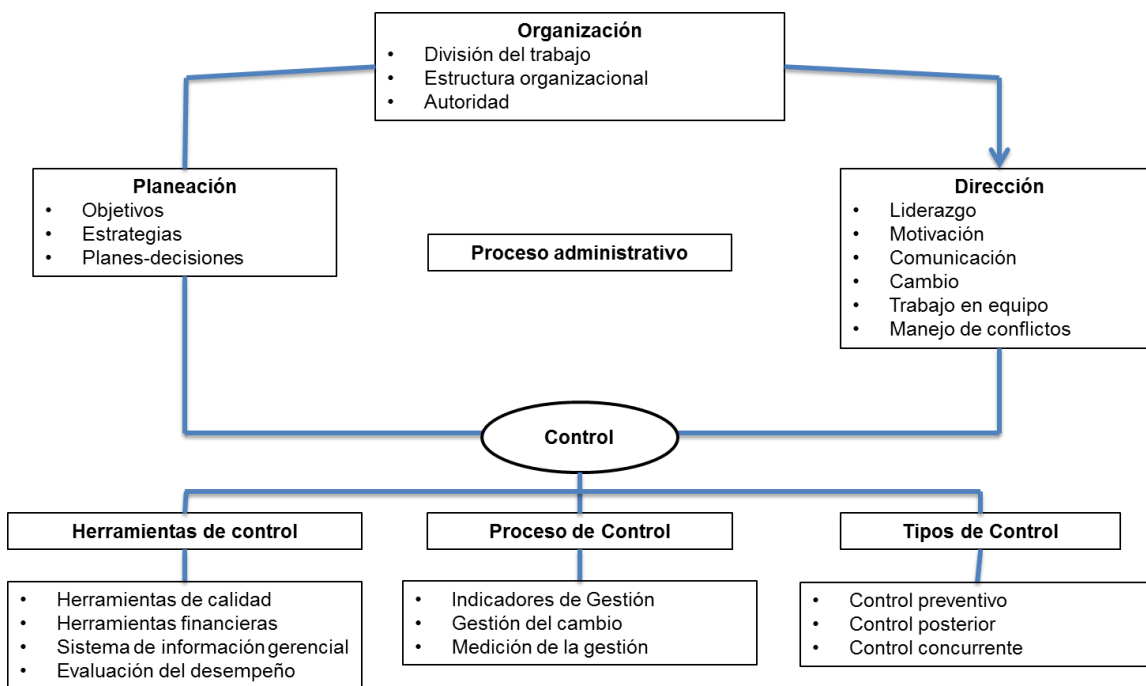 Organización
• División del trabajo
• Estructura organizacional
• Autoridad
Planeación
• Objetivos
• Estrategias
• Planes-decisiones
Proceso administrativo
Dirección
• Liderazgo
• Motivación
• Comunicación
• Cambio
• Trabajo en equipo
• Manejo de conflictos
Control
Herramientas de control
• Herramientas de calidad
• Herramientas financieras
• Sistema de información gerencial
• Evaluación del desempeño
Proceso de Control
• Indicadores de Gestión
• Gestión del cambio
• Medición de la gestión
Tipos de Control
• Control preventivo
• Control posterior
• Control concurrente